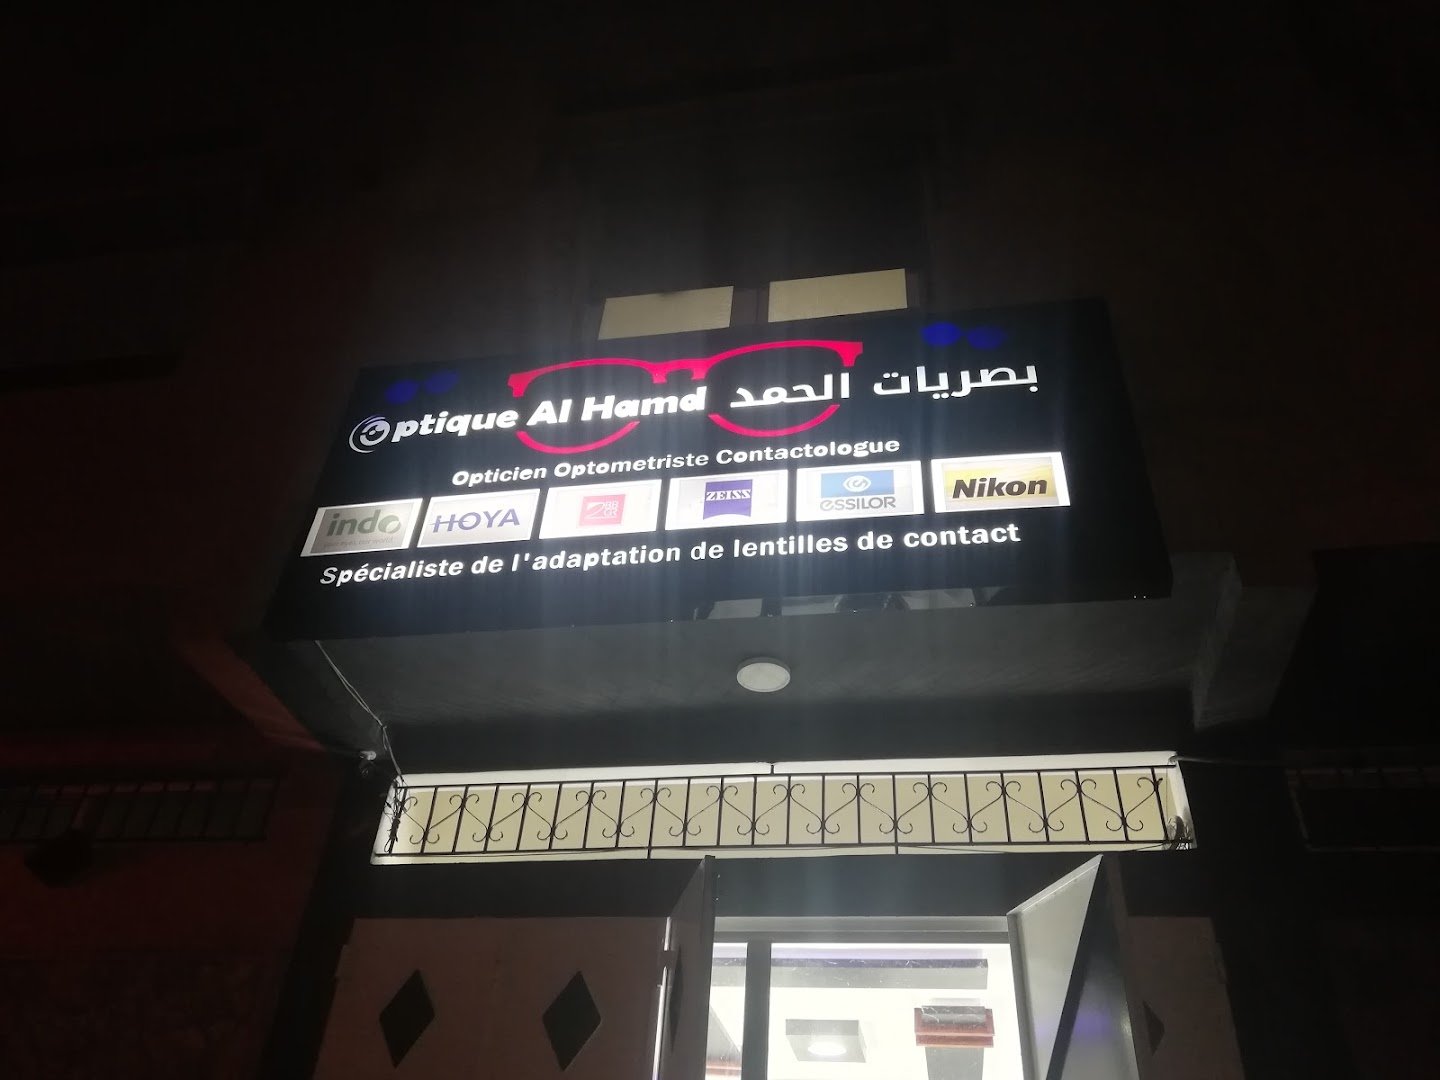 Optique Al Hamd بصريات الحمد
Opticien Optometriste Contactologue
indo HOYA BBGR ZEISS essilor Nikon
Spécialiste de l'adaptation de lentilles de contact